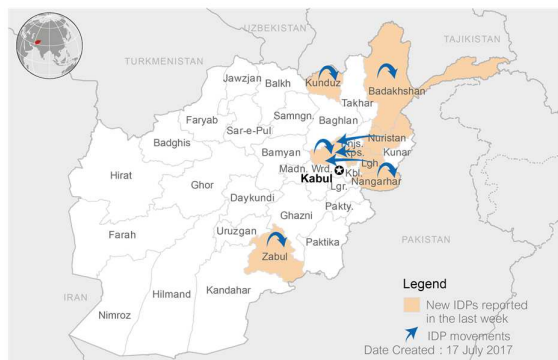 UZBEKISTAN
TAJIKISTAN
TURKMENISTAN
Jawzjan
Balkh
Kunduz
Badakhshan
Takhar
Faryab
Samngn.
Baghlan
Sar-e-Pul
Badghis
Nuristan
Bamyan
Kunar
Hirat
Madn. Wrd.
Lgh.
Kbl.
Kabul
Nangarhar
Ghor
Lgr.
Daykundi
Pakty.
Ghazni
Uruzgan
Paktika
Farah
PAKISTAN
Zabul
IRAN
Hilmand
Kandahar
Nimroz
Legend
New IDPs reported
in the last week
IDP movements
Date Created : 17 July 2017